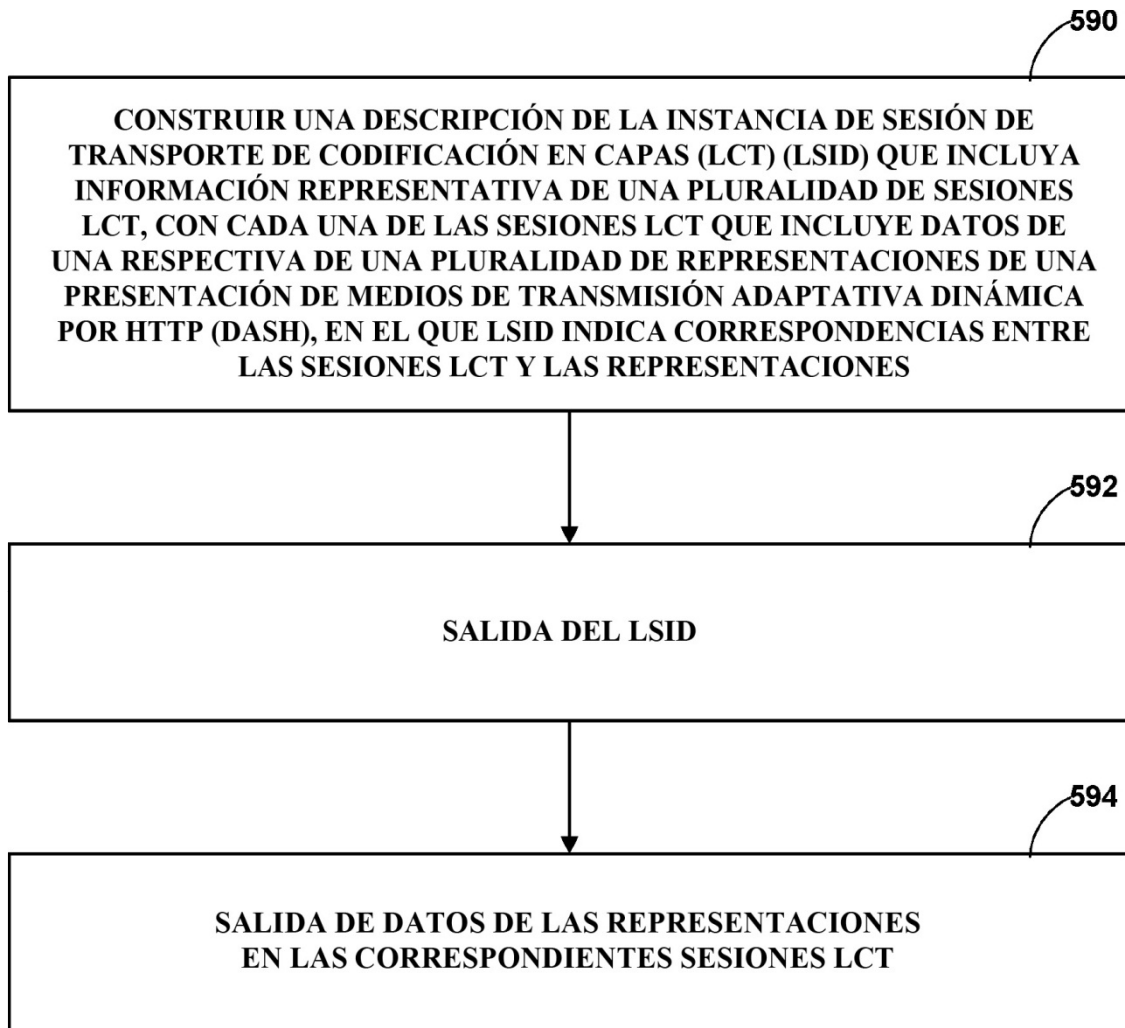 590
CONSTRUIR UNA DESCRIPCIÓN DE LA INSTANCIA DE SESIÓN DE
TRANSPORTE DE CODIFICACIÓN EN CAPAS (LCT) (LSID) QUE INCLUYA
INFORMACIÓN REPRESENTATIVA DE UNA PLURALIDAD DE SESIONES
LCT, CON CADA UNA DE LAS SESIONES LCT QUE INCLUYE DATOS DE
UNA RESPECTIVA DE UNA PLURALIDAD DE REPRESENTACIONES DE UNA
PRESENTACIÓN DE MEDIOS DE TRANSMISIÓN ADAPTATIVA DINÁMICA
POR HTTP (DASH), EN EL QUE LSID INDICA CORRESPONDENCIAS ENTRE
LAS SESIONES LCT Y LAS REPRESENTACIONES
592
SALIDA DEL LSID
594
SALIDA DE DATOS DE LAS REPRESENTACIONES
EN LAS CORRESPONDIENTES SESIONES LCT